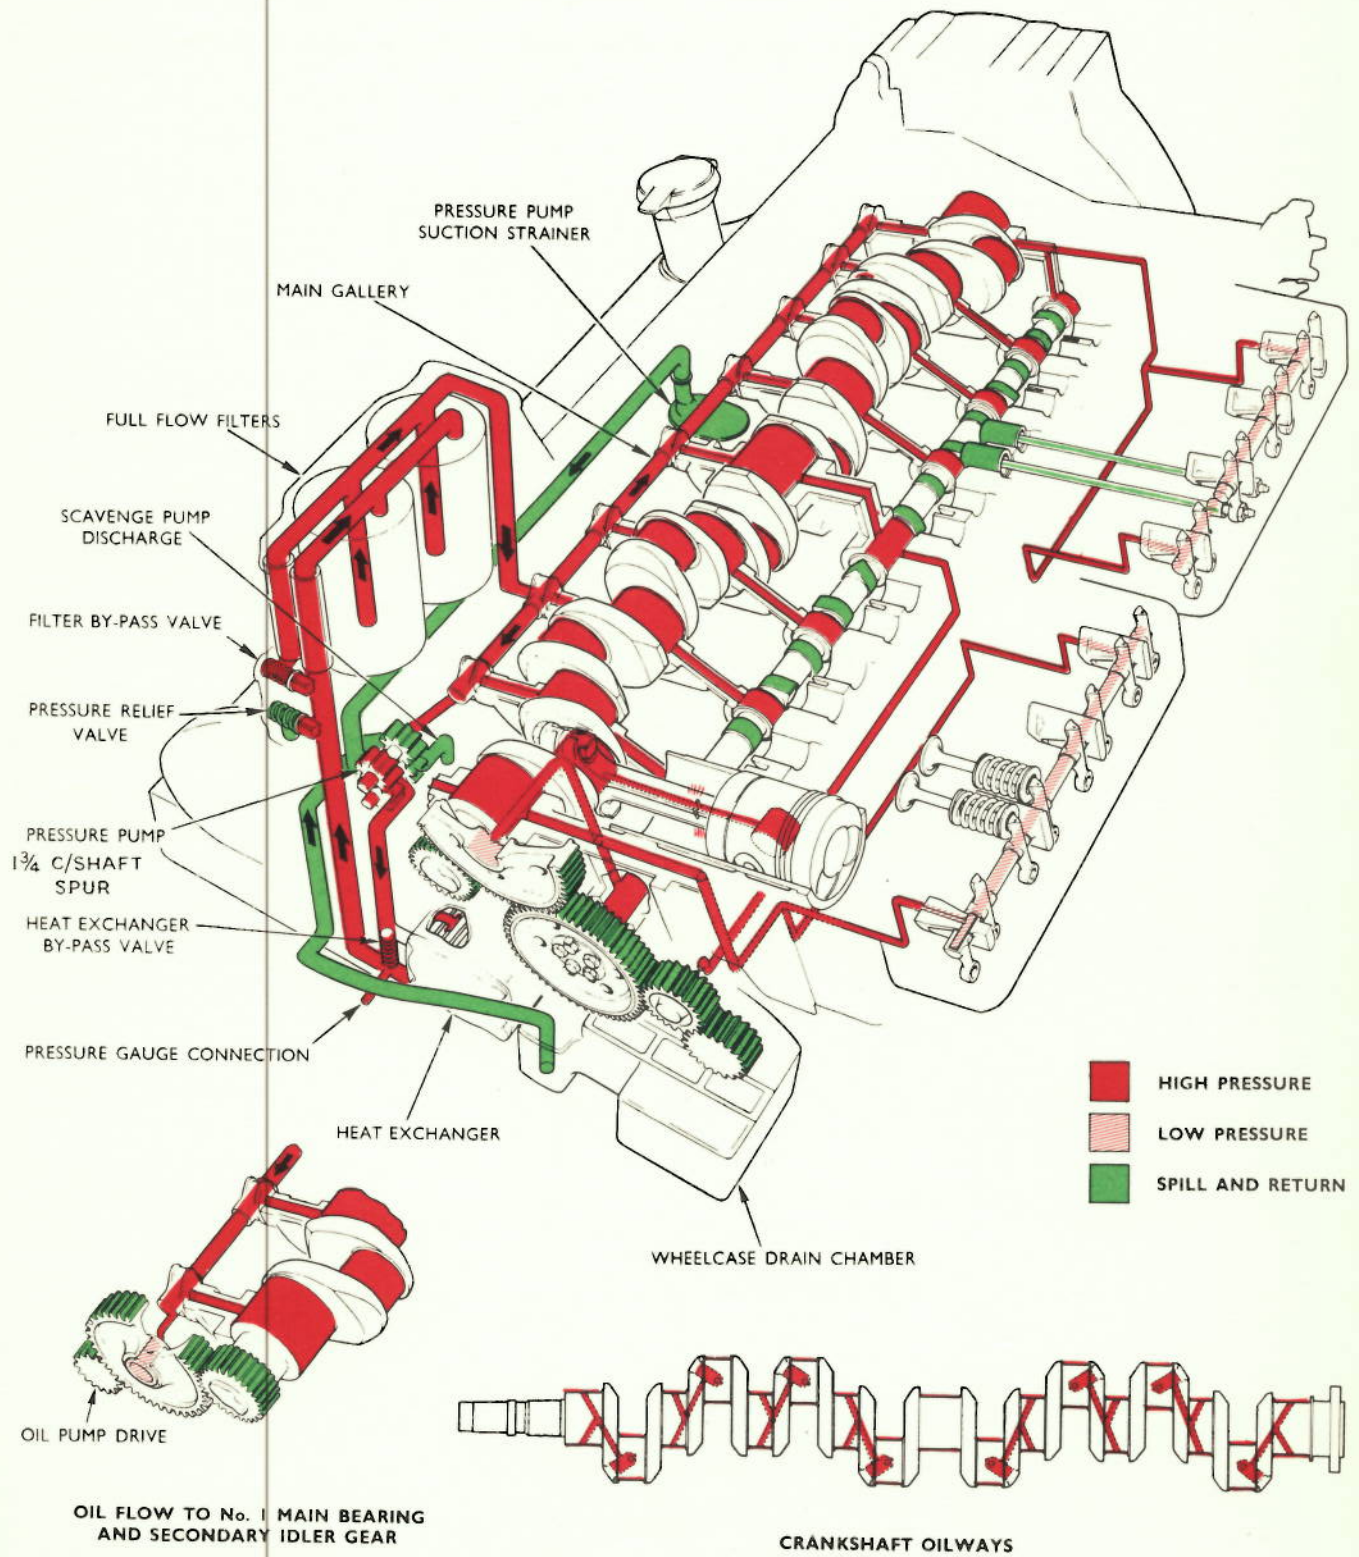 PRESSURE PUMP
SUCTION STRAINER
MAIN GALLERY
FULL FLOW FILTERS
SCAVENGE PUMP
DISCHARGE
FILTER BY-PASS VALVE
PRESSURE RELIEF
VALVE
PRESSURE PUMP
1¾ C/SHAFT
SPUR
HEAT EXCHANGER
BY-PASS VALVE
PRESSURE GAUGE CONNECTION
HEAT EXCHANGER
HIGH PRESSURE
LOW PRESSURE
SPILL AND RETURN
WHEELCASE DRAIN CHAMBER
OIL PUMP DRIVE
OIL FLOW TO No. 1 MAIN BEARING
AND SECONDARY IDLER GEAR
CRANKSHAFT OILWAYS